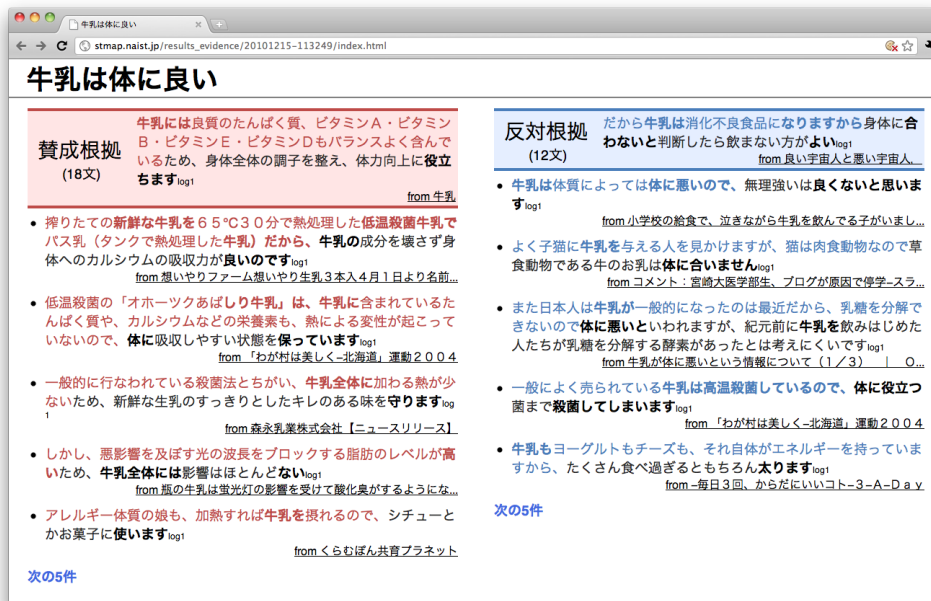 牛乳は体に良い
stmap.naist.jp/results_evidence/20101215-113249/index.html
牛乳は体に良い
賛成根拠
(18文)
牛乳には良質のたんぱく質、ビタミンA・ビタミン
B・ビタミンE・ビタミンDもバランスよく含んで
いるため、身体全体の調子を整え、体力向上に役立
ちますlog1
from 牛乳
• 搾りたての新鮮な牛乳を６５℃３０分で熱処理した低温殺菌牛乳で
パス乳（タンクで熱処理した牛乳）だから、牛乳の成分を壊さず身
体へのカルシウムの吸収力が良いのですlog1
from 想いやりファーム想いやり生乳３本入４月１日より名前...
• 低温殺菌の「オホーツクあばしり牛乳」は、牛乳に含まれているた
んぱく質や、カルシウムなどの栄養素も、熱による変性が起こって
いないので、体に吸収しやすい状態を保っていますlog1
from 「わが村は美しく–北海道」運動２００４
• 一般的に行なわれている殺菌法とちがい、牛乳全体に加わる熱が少
ないため、新鮮な生乳のすっきりとしたキレのある味を守りますlog
1
from 森永乳業株式会社【ニュースリリース】
• しかし、悪影響を及ぼす光の波長をブロックする脂肪のレベルが高
いため、牛乳全体には影響はほとんどないlog1
from 瓶の牛乳は蛍光灯の影響を受けて酸化臭がするようにな...
• アレルギー体質の娘も、加熱すれば牛乳を摂れるので、シチューと
かお菓子に使いますlog1
from くらむぽん共育プラネット
次の5件
反対根拠
(12文)
だから牛乳は消化不良食品になりますから身体に合
わないと判断したら飲まない方がよいlog1
from 良い宇宙人と悪い宇宙人、
• 牛乳は体質によっては体に悪いので、無理強いは良くないと思いま
すlog1
from 小学校の給食で、泣きながら牛乳を飲んでる子がいまし...
• よく子猫に牛乳を与える人を見かけますが、猫は肉食動物なので草
食動物である牛のお乳は体に合いませんlog1
from コメント：宮崎大医学部生、ブログが原因で停学–スラ...
• また日本人は牛乳が一般的になったのは最近だから、乳糖を分解で
きないので体に悪いといわれますが、紀元前に牛乳を飲みはじめた
人たちが乳糖を分解する酵素があったとは考えにくいですlog1
from 牛乳が体に悪いという情報について（１／３） ｜ Ｏ...
• 一般によく売られている牛乳は高温殺菌しているので、体に役立つ
菌まで殺菌してしまいますlog1
from 「わが村は美しく–北海道」運動２００４
• 牛乳もヨーグルトもチーズも、それ自体がエネルギーを持っていま
すから、たくさん食べ過ぎるともちろん太りますlog1
from –毎日３回、からだにいいコト–３–Ａ–Ｄａｙ
次の5件